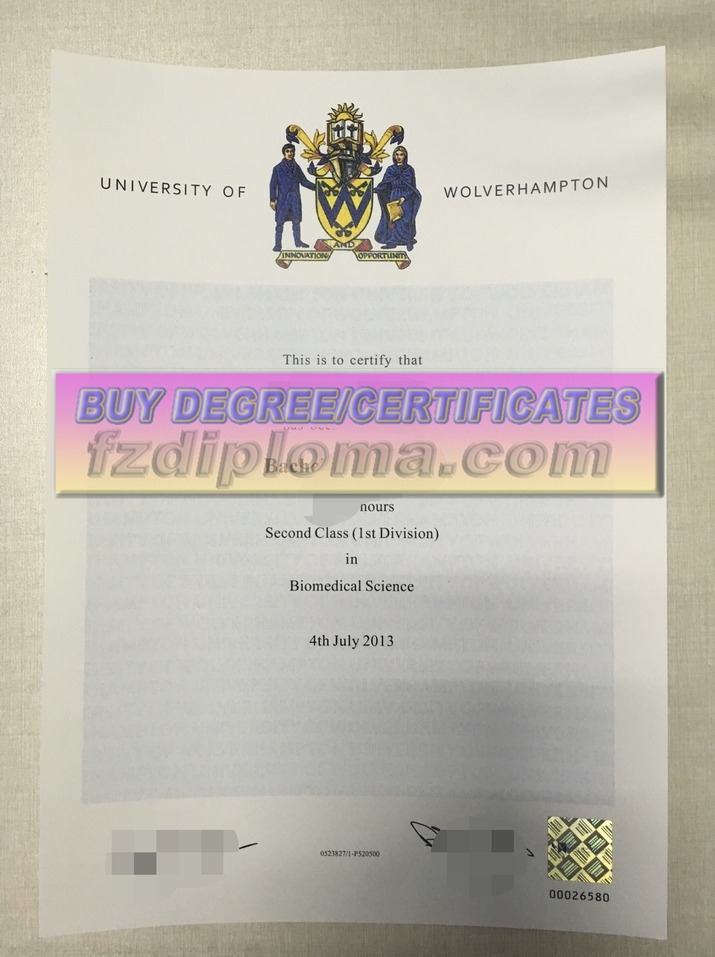 UNIVERSITY OF WOLVERHAMPTON
INNOVATION AND OPPORTUNITY
This is to certify that
BUY DEGREE/CERTIFICATES
fzdiploma.com
Second Class (1st Division)
in
Biomedical Science
4th July 2013
0523827/1-P520500
00026580